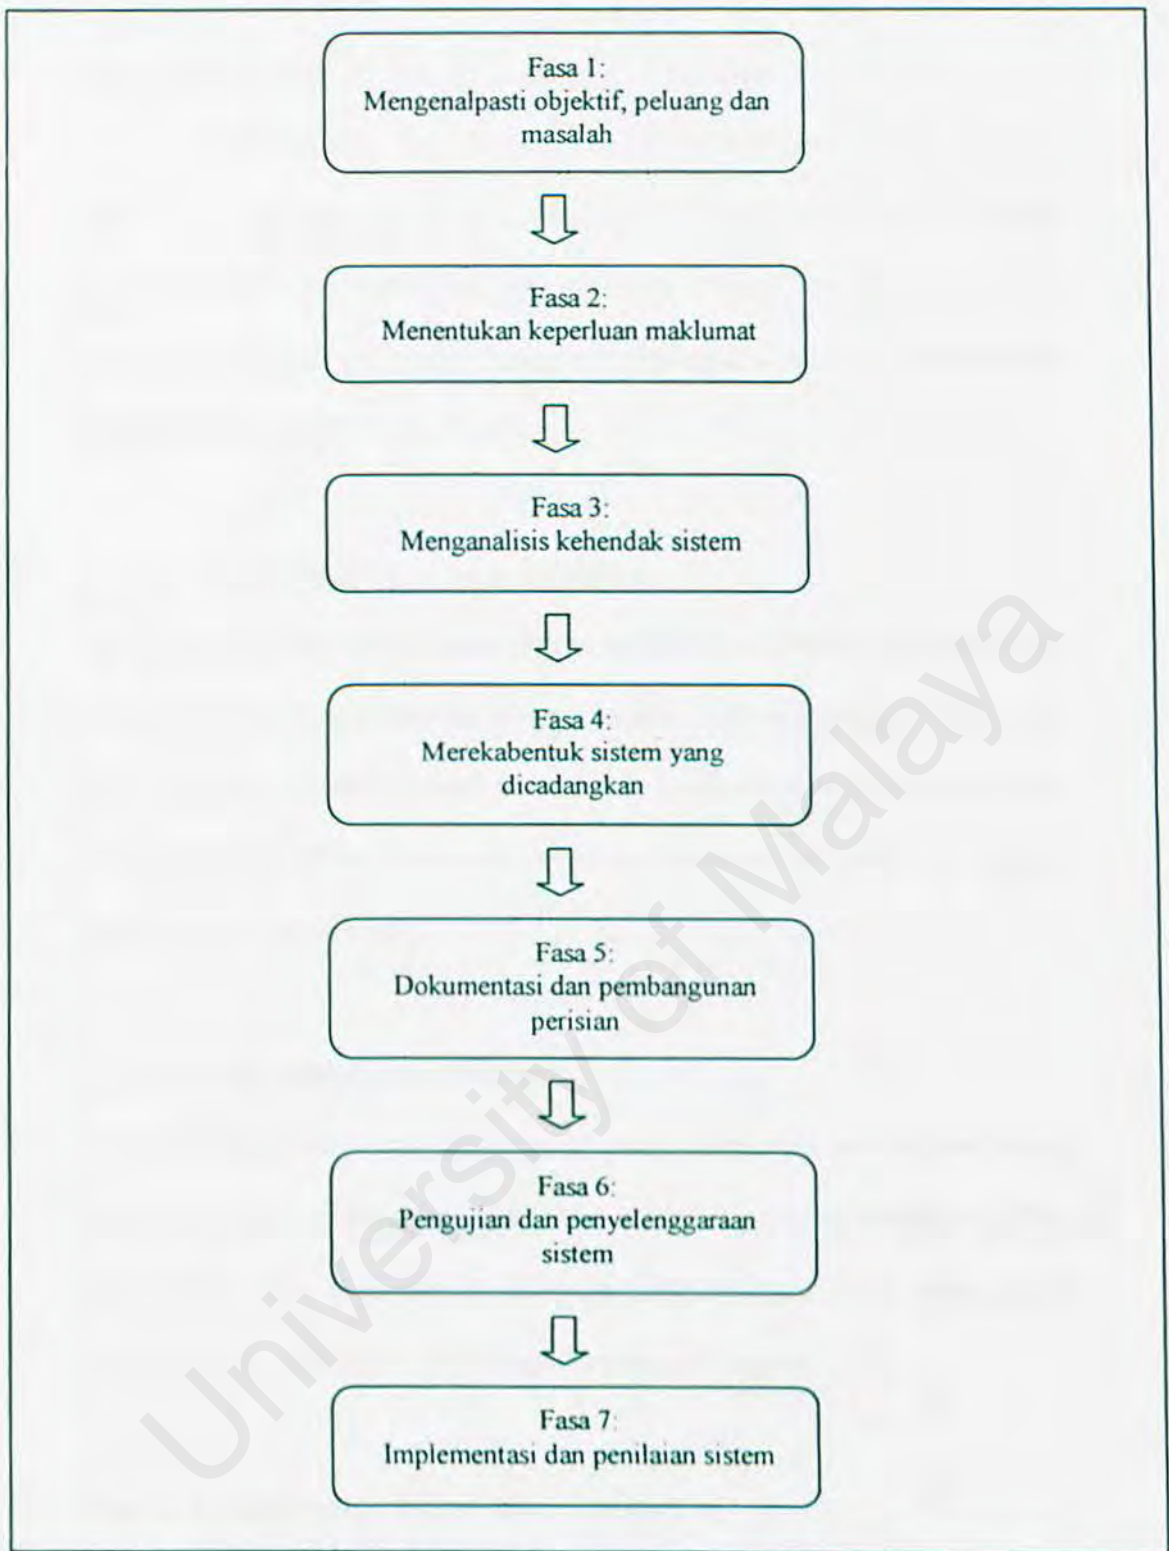 Fasa 1:
Mengenalpasti objektif, peluang dan
masalah
Fasa 2:
Menentukan keperluan maklumat
Fasa 3:
Menganalisis kehendak sistem
Fasa 4:
Merekabentuk sistem yang
dicadangkan
Fasa 5:
Dokumentasi dan pembangunan
perisian
Fasa 6:
Pengujian dan penyelenggaraan
sistem
Fasa 7:
Implementasi dan penilaian sistem
University of Malaya